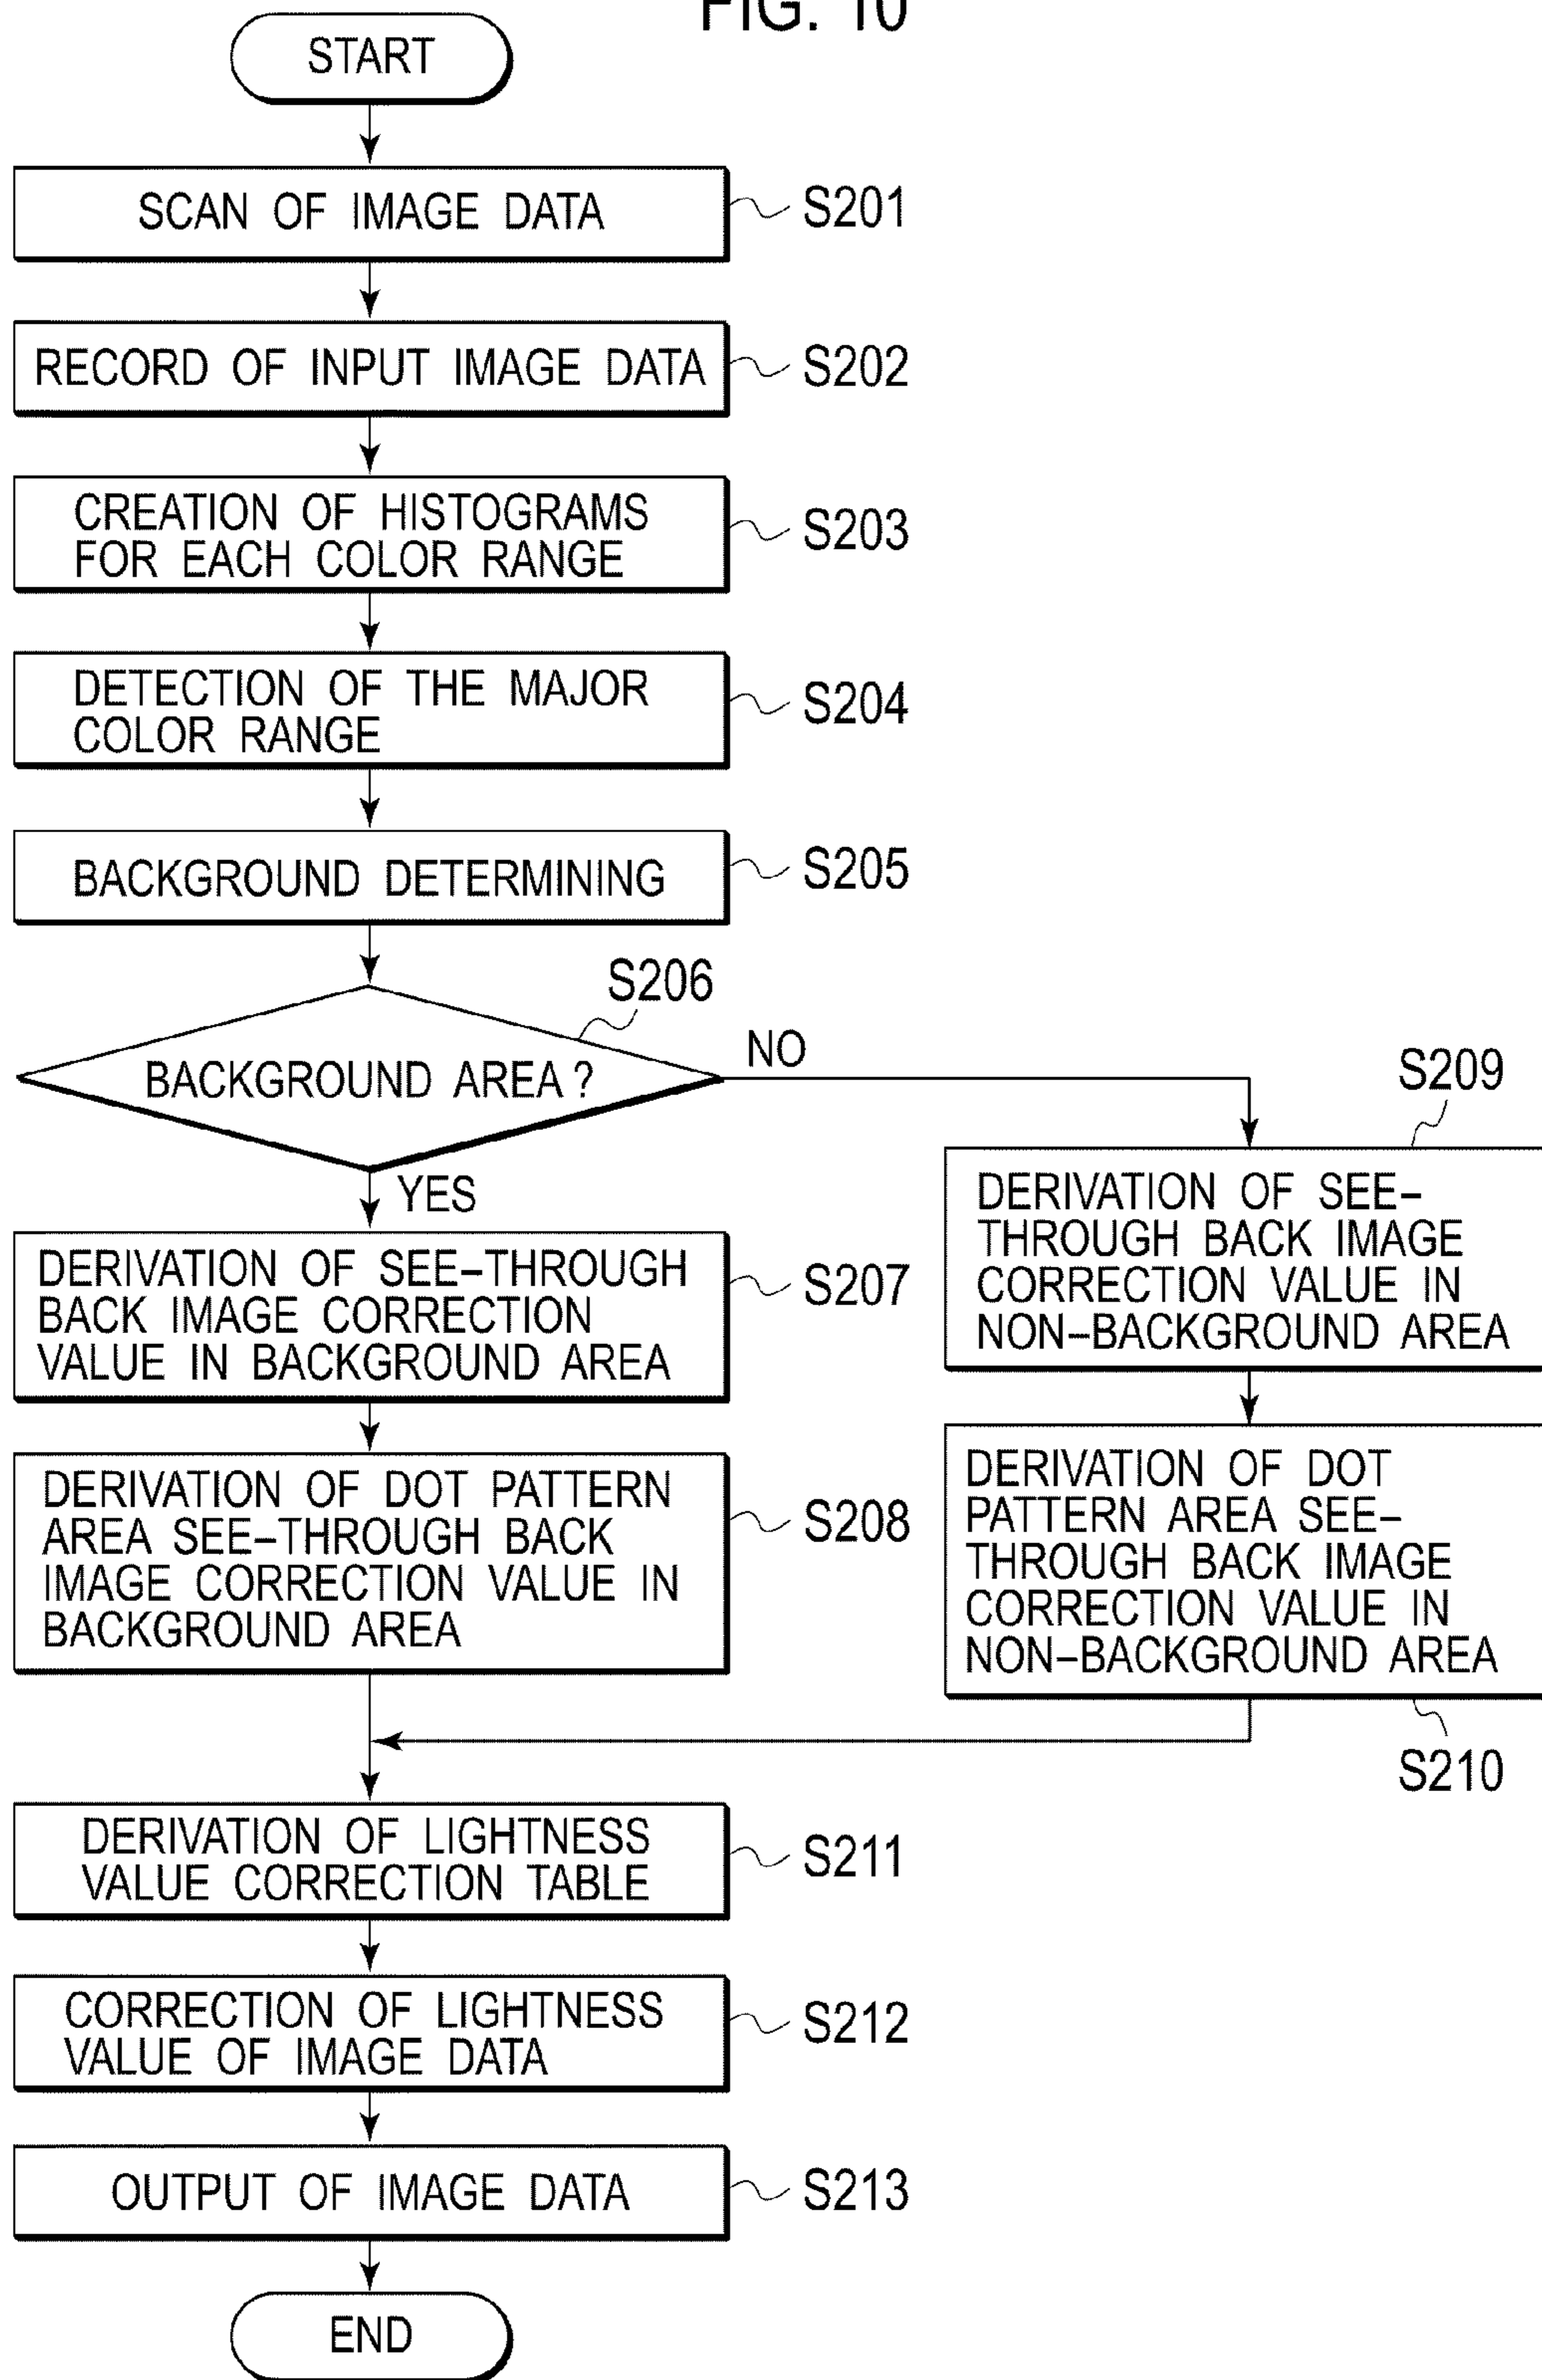 FIG. 10
START
SCAN OF IMAGE DATA
S201
RECORD OF INPUT IMAGE DATA
S202
CREATION OF HISTOGRAMS
FOR EACH COLOR RANGE
S203
DETECTION OF THE MAJOR
COLOR RANGE
S204
BACKGROUND DETERMINING
S205
S206
BACKGROUND AREA?
NO
YES
DERIVATION OF SEE-THROUGH
BACK IMAGE CORRECTION
VALUE IN BACKGROUND AREA
S207
DERIVATION OF DOT PATTERN
AREA SEE-THROUGH BACK
IMAGE CORRECTION VALUE IN
BACKGROUND AREA
S208
S209
DERIVATION OF SEE-
THROUGH BACK IMAGE
CORRECTION VALUE IN
NON-BACKGROUND AREA
DERIVATION OF DOT
PATTERN AREA SEE-
THROUGH BACK IMAGE
CORRECTION VALUE IN
NON-BACKGROUND AREA
S210
DERIVATION OF LIGHTNESS
VALUE CORRECTION TABLE
S211
CORRECTION OF LIGHTNESS
VALUE OF IMAGE DATA
S212
OUTPUT OF IMAGE DATA
S213
END